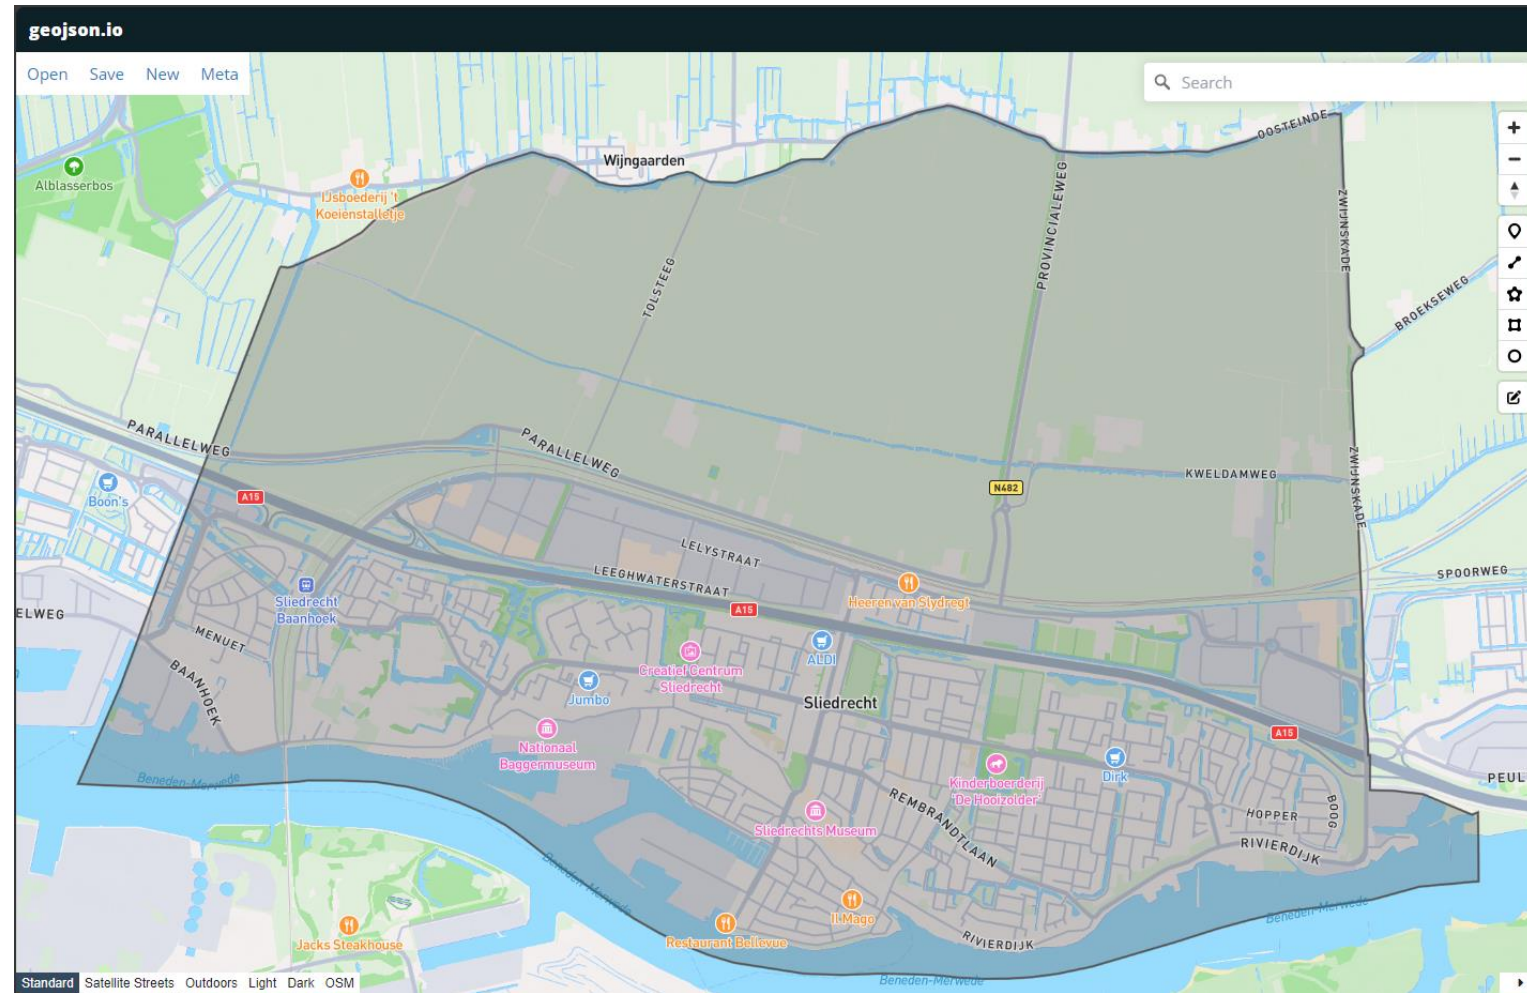 geojson.io
Open Save New Meta
Search
OOSTEINDE
Wijngaarden
Alblasserbos
IJsboederij 't
Koeienstalletje
PROVINCIALEWEG
ZWIJNSKADE
TOLSTEEG
BROEKSEWEG
PARALLELWEG
PARALLELWEG
KWELDAMWEG
ZWIJNSKADE
Boon's
A15
N482
LELYSTRAAT
LEEGHWATERSTRAAT
SPOORWEG
Sliedrecht
Baanhoek
Heeren van Slydregt
A15
ELWEG
MENUET
ALDI
BAANHOEK
Creatief Centrum
Sliedrecht
Jumbo
Sliedrecht
Nationaal
Baggermuseum
A15
Beneden-Merwede
Kinderboerderij
'De Hooizolder'
Dirk
PEUL
REMBRANDTLAAN
HOPPER
BOOG
Sliedrechts Museum
RIVIERDIJK
Beneden-Merwede
Il Mago
Beneden-Merwede
Jacks Steakhouse
Restaurant Bellevue
RIVIERDIJK
Beneden-Merwede
Standard Satellite Streets Outdoors Light Dark OSM